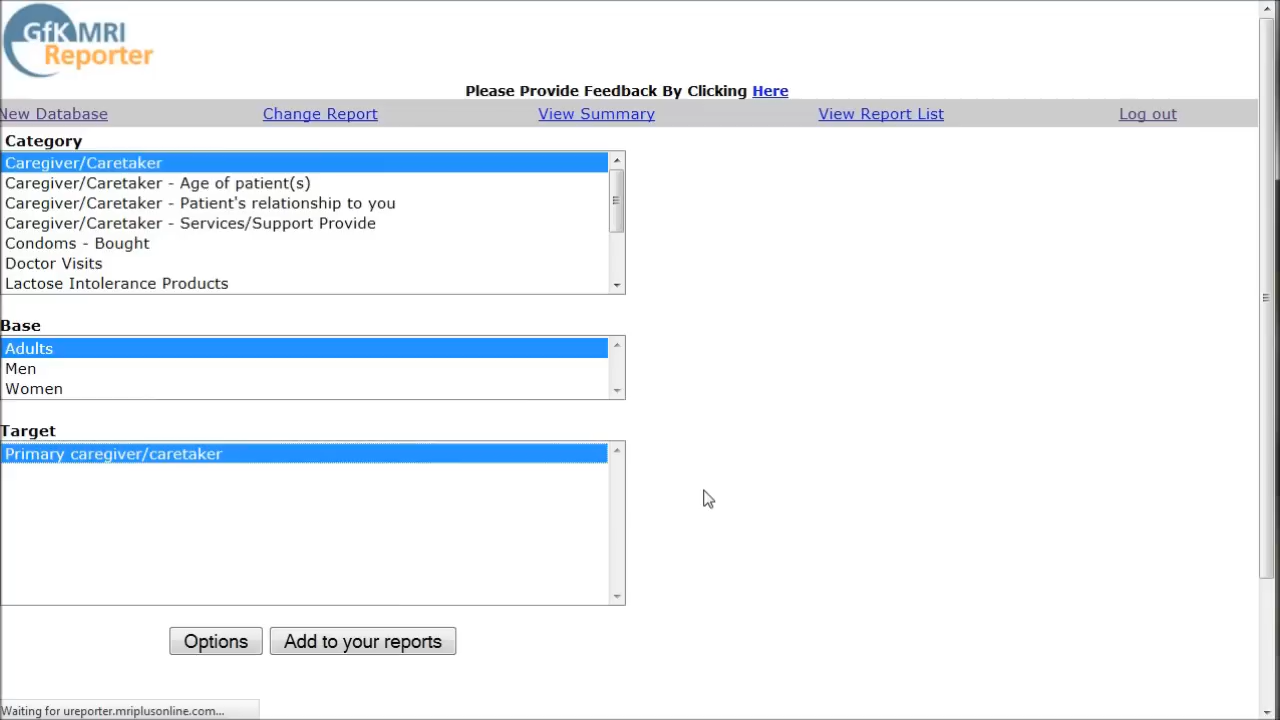 GfK MRI
Reporter
Please Provide Feedback By Clicking Here
New Database Change Report View Summary View Report List Log out
Category
Caregiver/Caretaker
Caregiver/Caretaker - Age of patient(s)
Caregiver/Caretaker - Patient's relationship to you
Caregiver/Caretaker - Services/Support Provide
Condoms - Bought
Doctor Visits
Lactose Intolerance Products
Base
Adults
Men
Women
Target
Primary caregiver/caretaker
Options Add to your reports
Waiting for ureporter.mriplusonline.com...